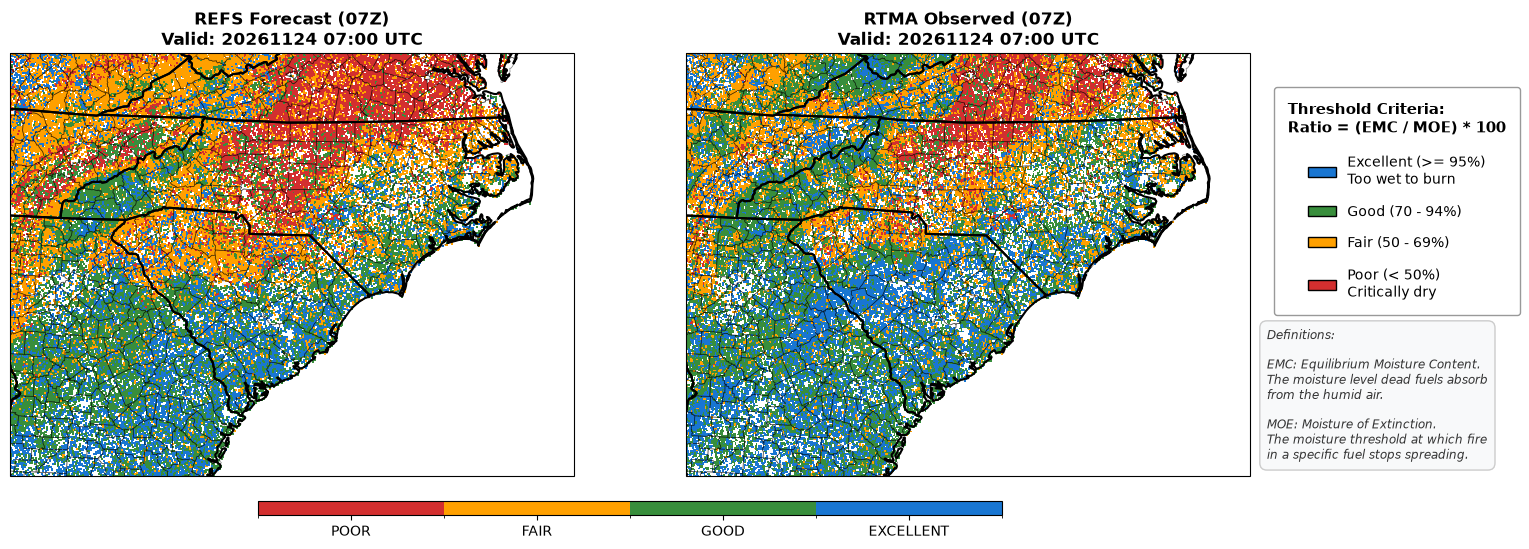 REFS Forecast (07Z)
Valid: 20261124 07:00 UTC
RTMA Observed (07Z)
Valid: 20261124 07:00 UTC
Threshold Criteria:
Ratio = (EMC / MOE) * 100
Excellent (>= 95%)
Too wet to burn
Good (70 - 94%)
Fair (50 - 69%)
Poor (< 50%)
Critically dry
Definitions:
EMC: Equilibrium Moisture Content.
The moisture level dead fuels absorb
from the humid air.
MOE: Moisture of Extinction.
The moisture threshold at which fire
in a specific fuel stops spreading.
POOR
FAIR
GOOD
EXCELLENT